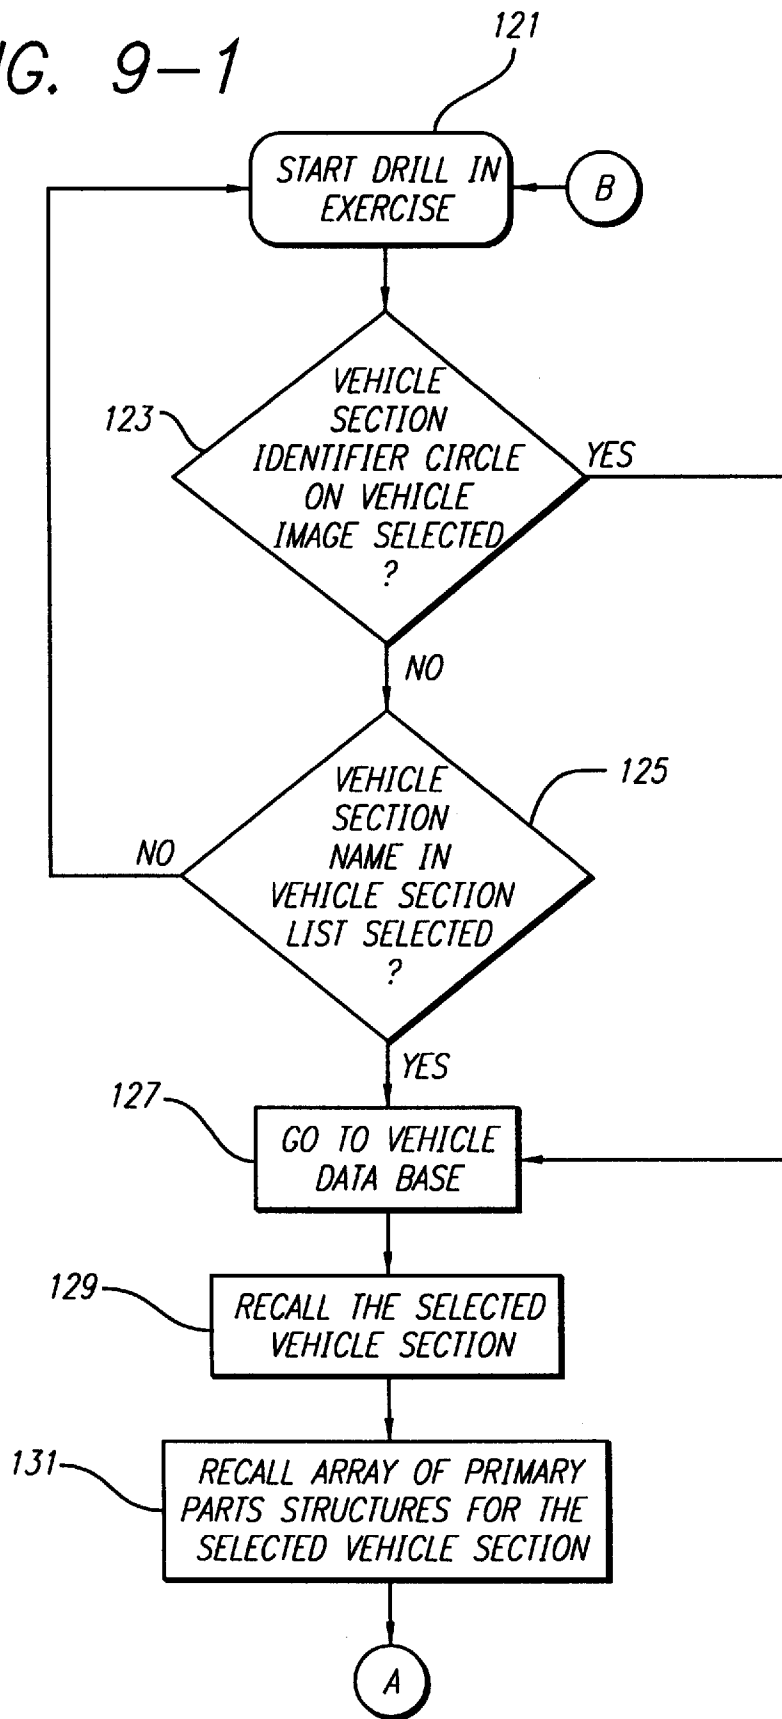 G. 9-1
121
START DRILL IN
EXERCISE
B
123
VEHICLE
SECTION
IDENTIFIER CIRCLE
ON VEHICLE
IMAGE SELECTED
?
YES
NO
125
VEHICLE
SECTION
NAME IN
VEHICLE SECTION
LIST SELECTED
?
NO
YES
127
GO TO VEHICLE
DATA BASE
129
RECALL THE SELECTED
VEHICLE SECTION
131
RECALL ARRAY OF PRIMARY
PARTS STRUCTURES FOR THE
SELECTED VEHICLE SECTION
A